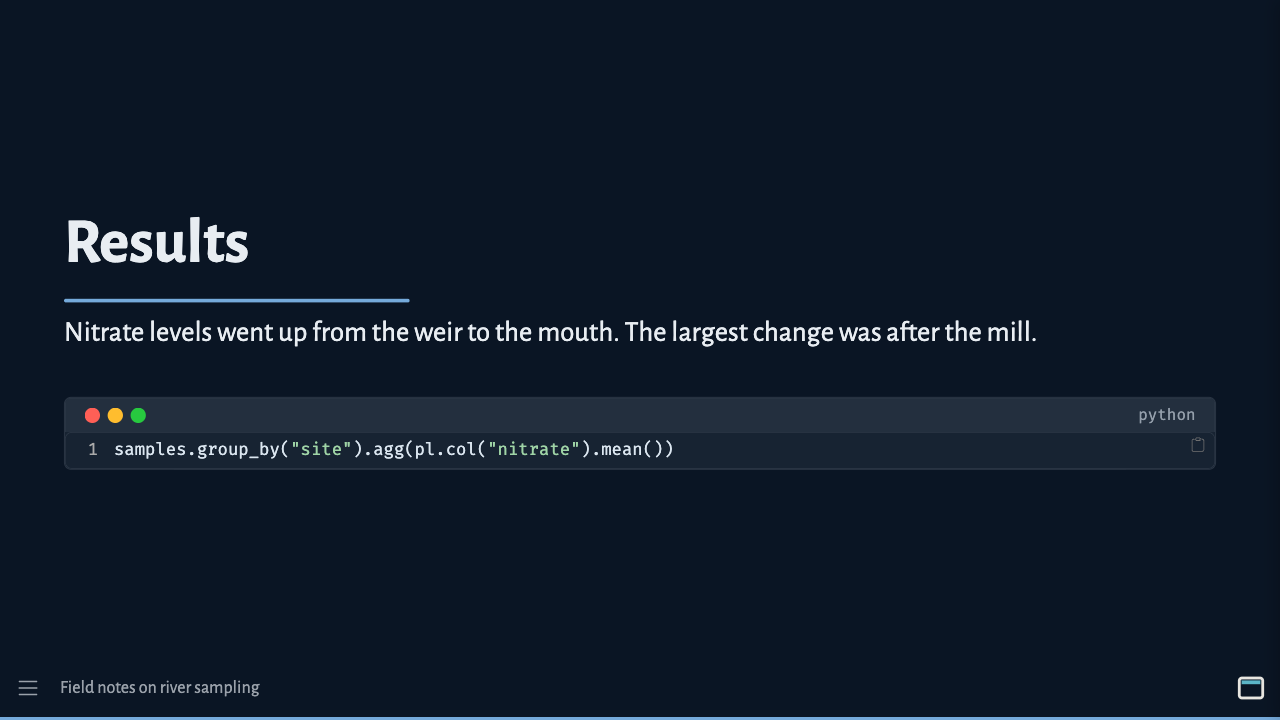 Results
Nitrate levels went up from the weir to the mouth. The largest change was after the mill.
python
1 samples.group_by("site").agg(pl.col("nitrate").mean())
Field notes on river sampling